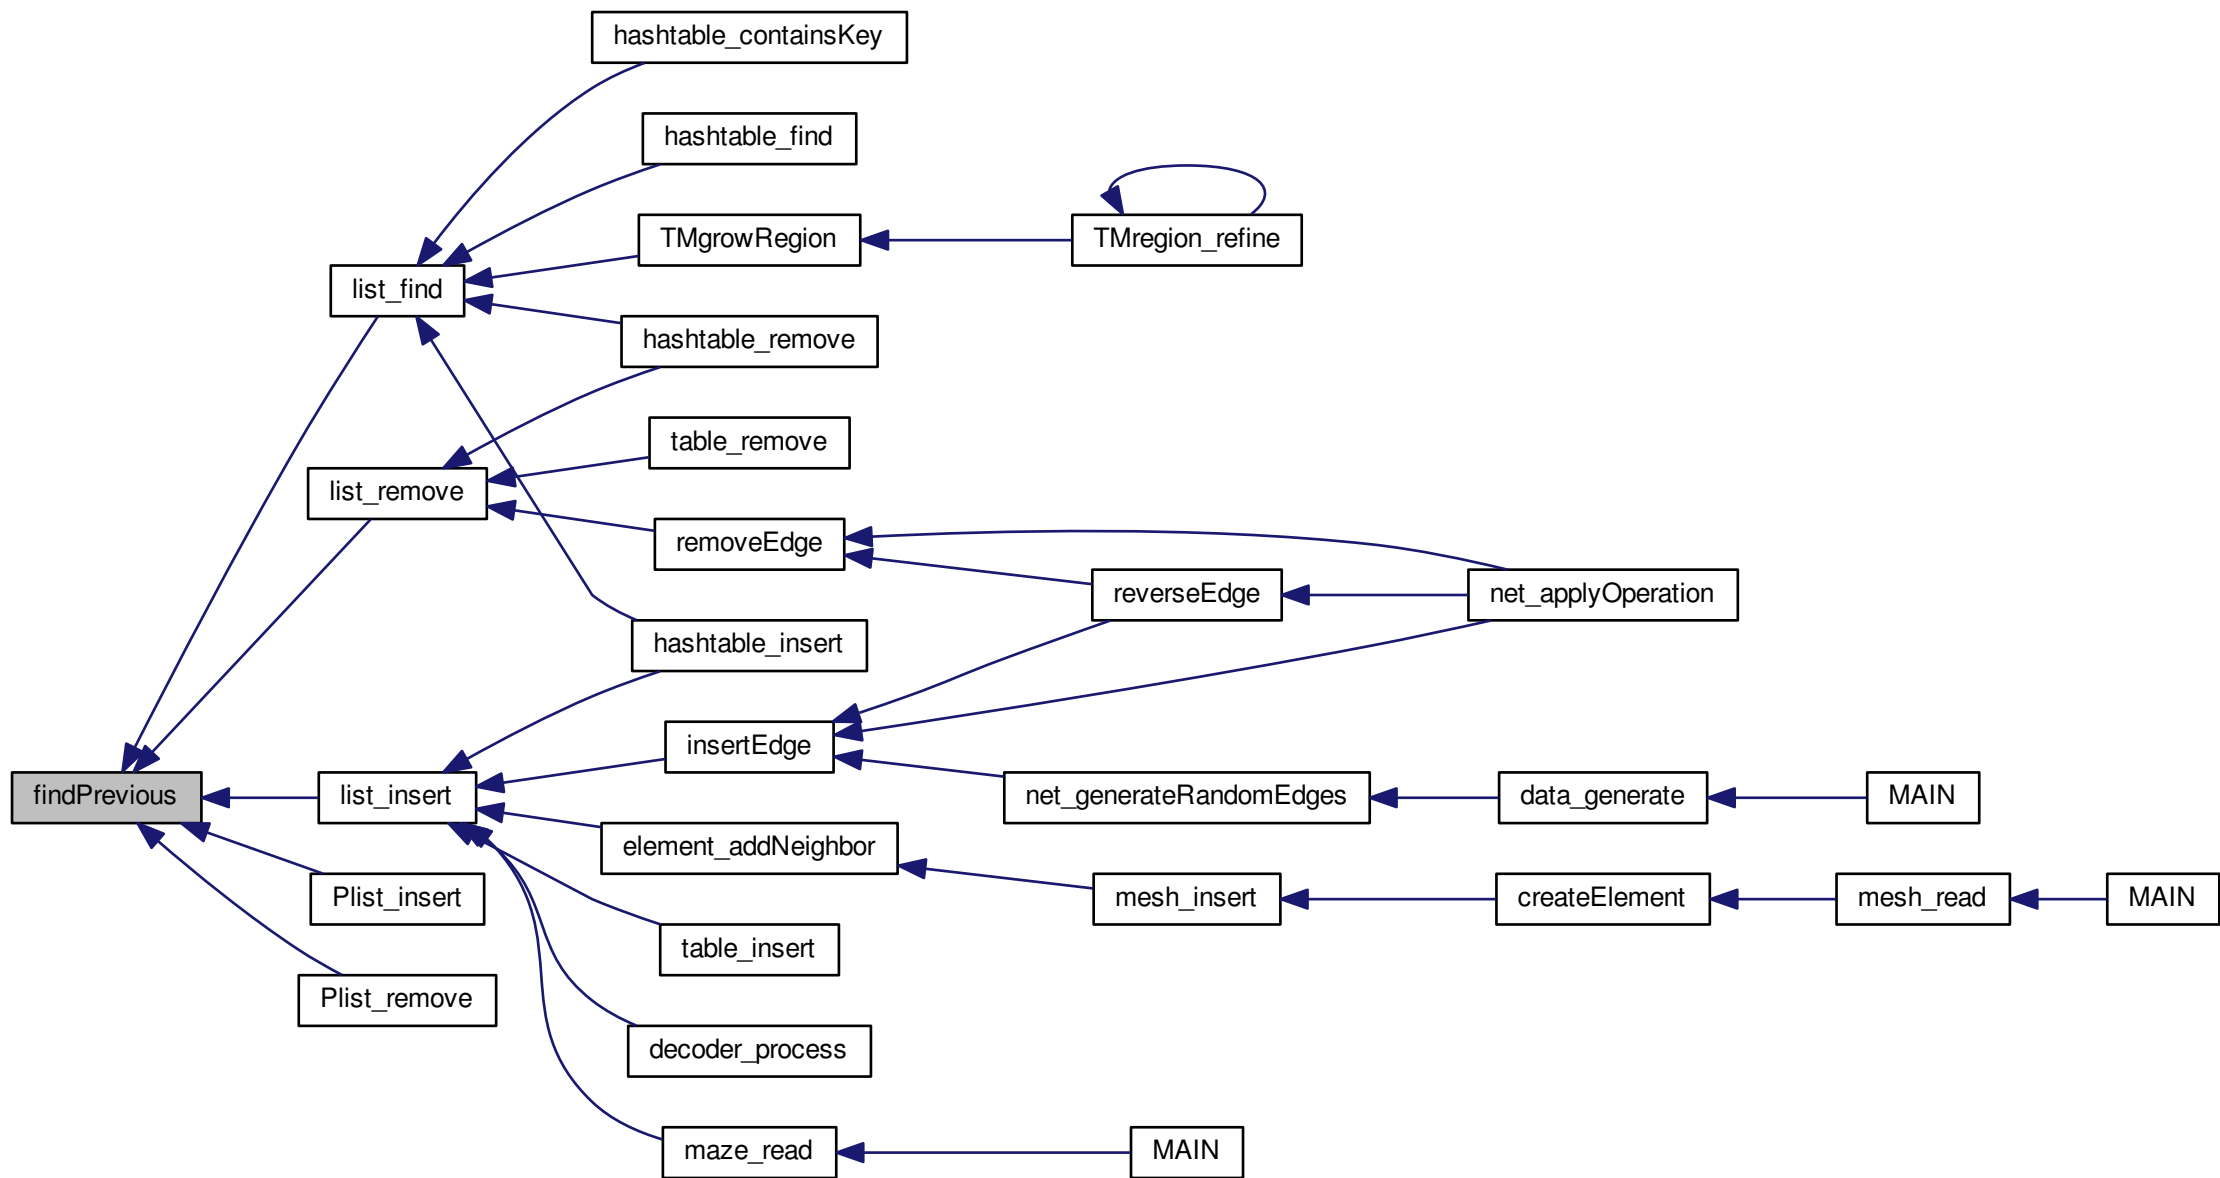 hashtable_containsKey
hashtable_find
TMgrowRegion
TMregion_refine
list_find
hashtable_remove
table_remove
list_remove
removeEdge
reverseEdge
net_applyOperation
hashtable_insert
insertEdge
findPrevious
list_insert
net_generateRandomEdges
data_generate
MAIN
element_addNeighbor
Plist_insert
mesh_insert
createElement
mesh_read
MAIN
table_insert
Plist_remove
decoder_process
maze_read
MAIN